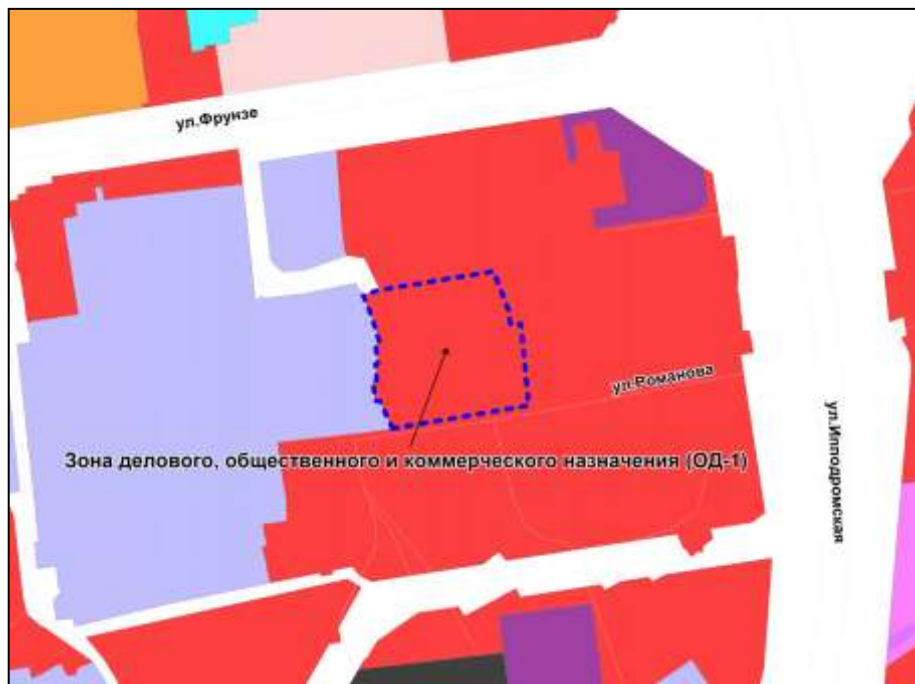 ул.Фрунзе
ул.Романова
ул.Ипподромская
Зона делового, общественного и коммерческого назначения (ОД-1)